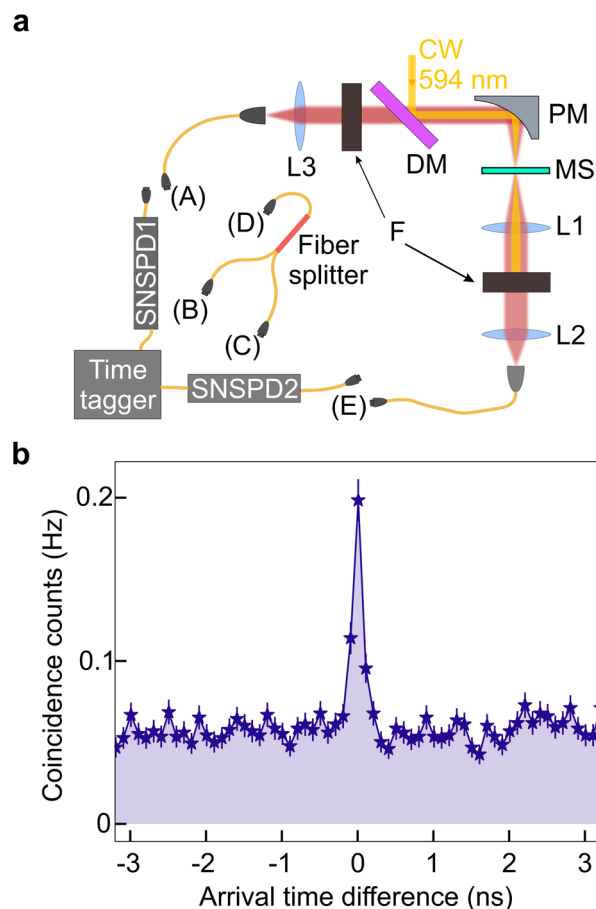 a
CW
594 nm
PM
L3
DM
MS
(A)
(D)
F
L1
Fiber
splitter
SNSPD1
(B)
(C)
L2
Time
tagger
SNSPD2
(E)
b
Coincidence counts (Hz)
0.2
0.1
0
-3 -2 -1 0 1 2 3
Arrival time difference (ns)